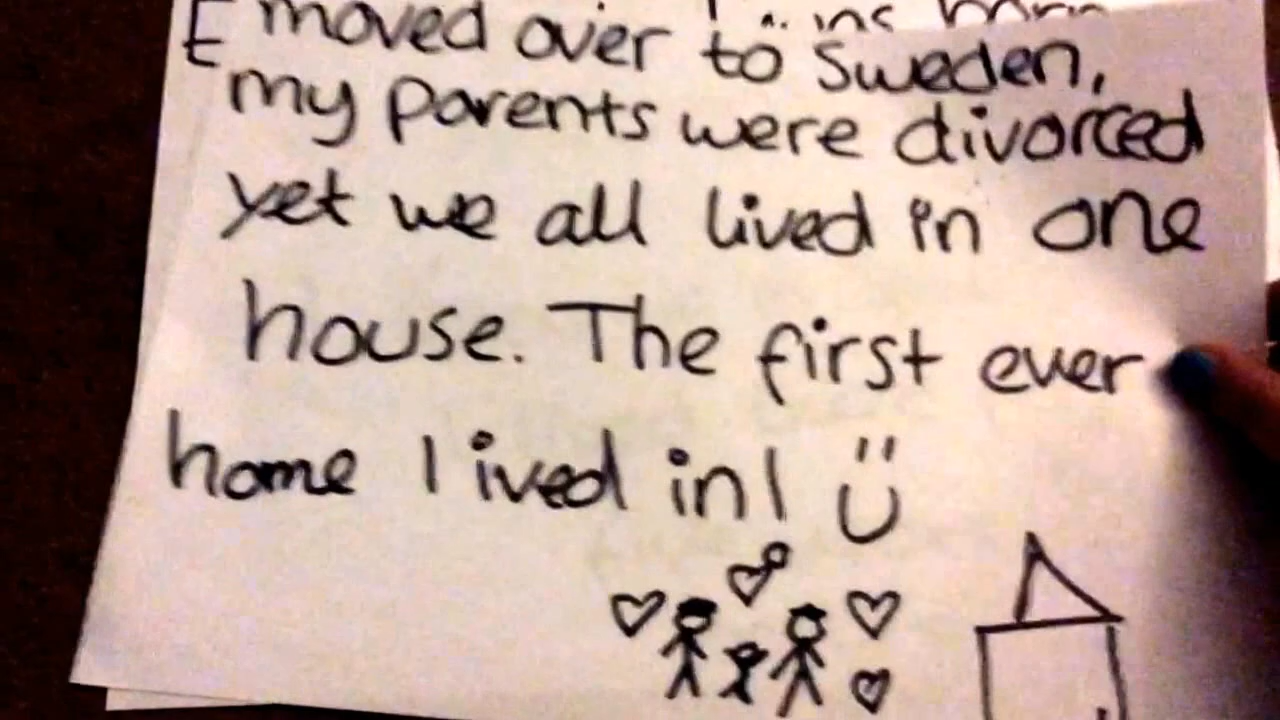 moved over to Sweden,
my parents were divorced
yet we all lived in one
house. The first ever
home I lived in!